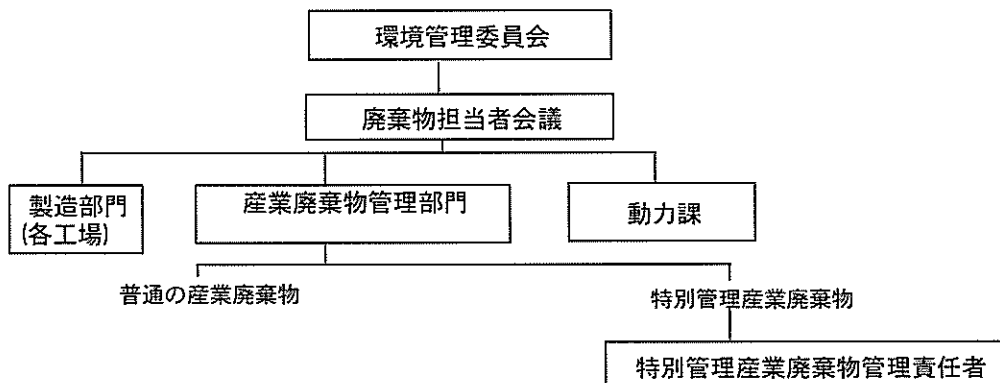 環境管理委員会
廃棄物担当者会議
製造部門
(各工場)
産業廃棄物管理部門
動力課
普通の産業廃棄物
特別管理産業廃棄物
特別管理産業廃棄物管理責任者